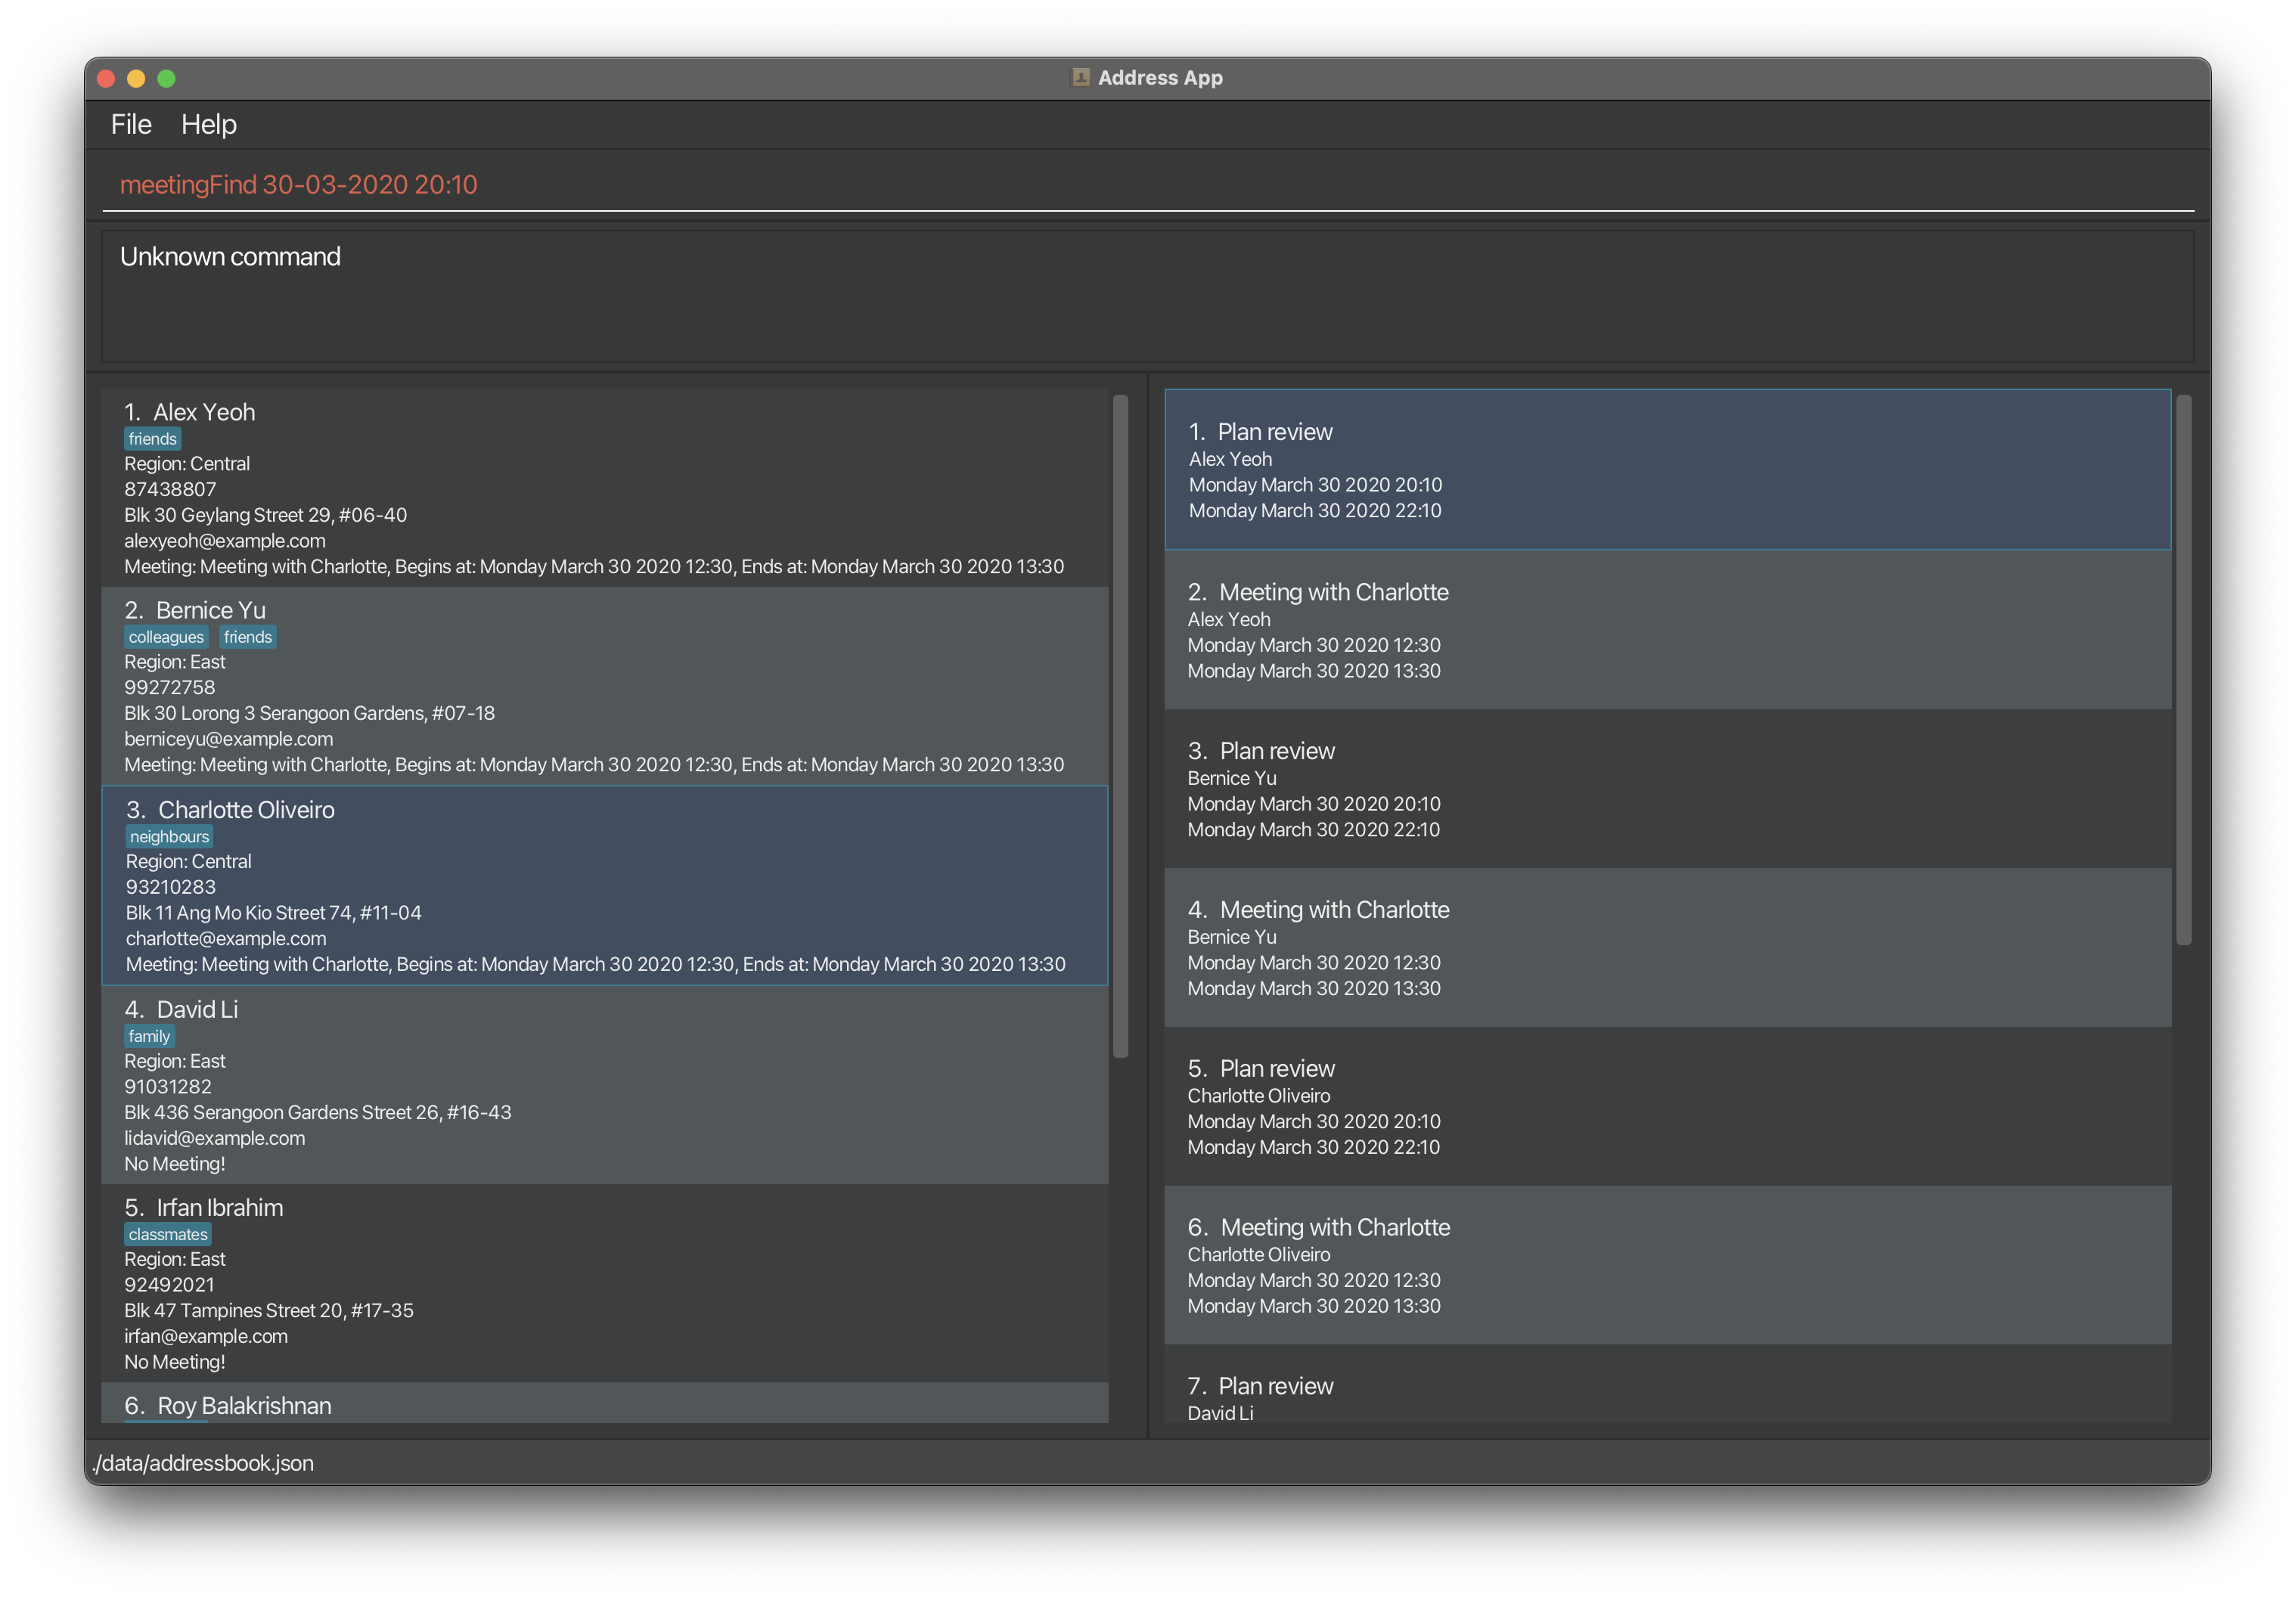 Address App
File Help
meetingFind 30-03-2020 20:10
Unknown command
1. Alex Yeoh
friends
Region: Central
87438807
Blk 30 Geylang Street 29, #06-40
alexyeoh@example.com
Meeting: Meeting with Charlotte, Begins at: Monday March 30 2020 12:30, Ends at: Monday March 30 2020 13:30
2. Bernice Yu
colleagues friends
Region: East
99272758
Blk 30 Lorong 3 Serangoon Gardens, #07-18
berniceyu@example.com
Meeting: Meeting with Charlotte, Begins at: Monday March 30 2020 12:30, Ends at: Monday March 30 2020 13:30
3. Charlotte Oliveiro
neighbours
Region: Central
93210283
Blk 11 Ang Mo Kio Street 74, #11-04
charlotte@example.com
Meeting: Meeting with Charlotte, Begins at: Monday March 30 2020 12:30, Ends at: Monday March 30 2020 13:30
4. David Li
family
Region: East
91031282
Blk 436 Serangoon Gardens Street 26, #16-43
lidavid@example.com
No Meeting!
5. Irfan Ibrahim
classmates
Region: East
92492021
Blk 47 Tampines Street 20, #17-35
irfan@example.com
No Meeting!
6. Roy Balakrishnan
1. Plan review
Alex Yeoh
Monday March 30 2020 20:10
Monday March 30 2020 22:10
2. Meeting with Charlotte
Alex Yeoh
Monday March 30 2020 12:30
Monday March 30 2020 13:30
3. Plan review
Bernice Yu
Monday March 30 2020 20:10
Monday March 30 2020 22:10
4. Meeting with Charlotte
Bernice Yu
Monday March 30 2020 12:30
Monday March 30 2020 13:30
5. Plan review
Charlotte Oliveiro
Monday March 30 2020 20:10
Monday March 30 2020 22:10
6. Meeting with Charlotte
Charlotte Oliveiro
Monday March 30 2020 12:30
Monday March 30 2020 13:30
7. Plan review
David Li
./data/addressbook.json